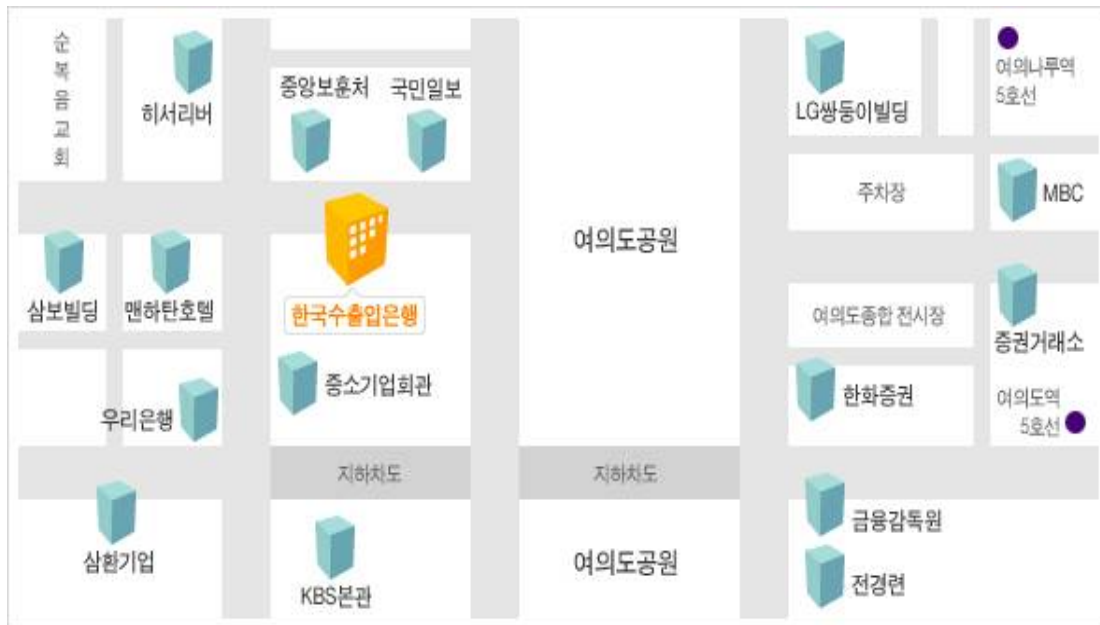 순복음교회
히서리버
중앙보훈처
국민일보
LG쌍둥이빌딩
여의나루역
5호선
주차장
MBC
여의도공원
삼보빌딩
맨하탄호텔
한국수출입은행
여의도종합 전시장
증권거래소
중소기업회관
한화증권
여의도역
5호선
우리은행
지하차도
지하차도
삼환기업
KBS본관
여의도공원
금융감독원
전경련